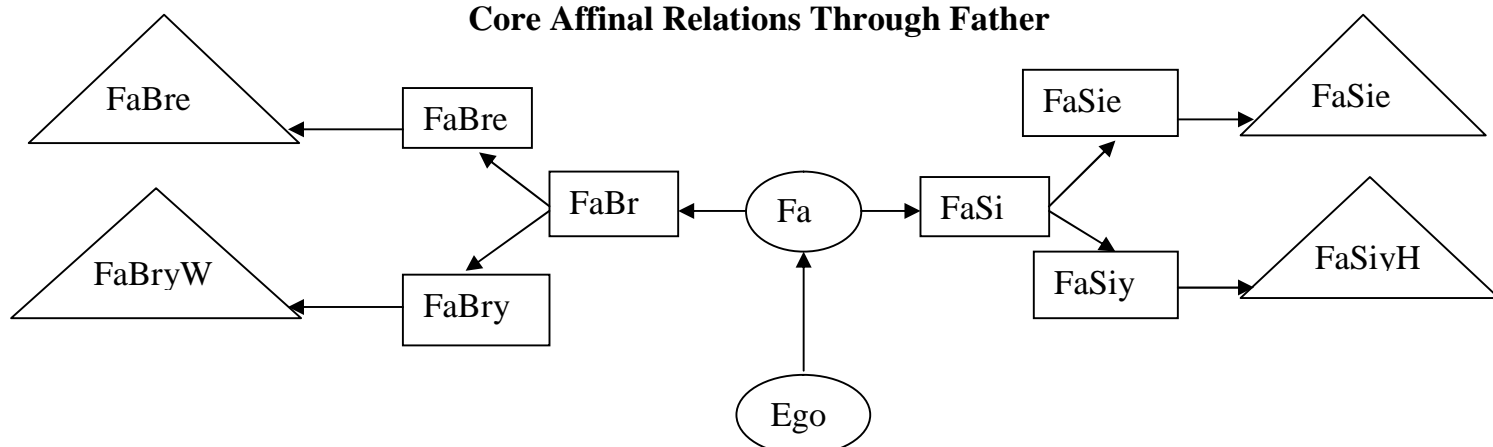 Core Affinal Relations Through Father
FaBre
FaBre
FaSie
FaSie
FaBr
Fa
FaSi
FaBryW
FaBry
FaSiy
FaSiyH
Ego